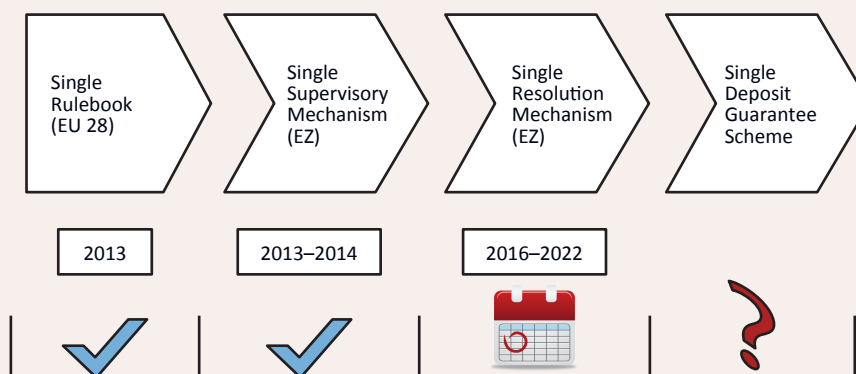 Single
Rulebook
(EU 28)
Single
Supervisory
Mechanism
(EZ)
Single
Resolution
Mechanism
(EZ)
Single
Deposit
Guarantee
Scheme
2013
2013–2014
2016–2022
?